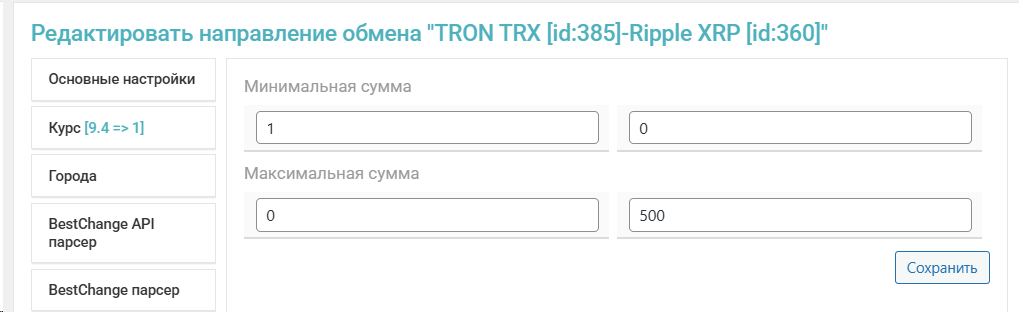 Редактировать направление обмена "TRON TRX [id:385]-Ripple XRP [id:360]"
Основные настройки
Курс [9.4 => 1]
Города
BestChange API
парсер
BestChange парсер
Минимальная сумма
1
0
Максимальная сумма
0
500
Сохранить